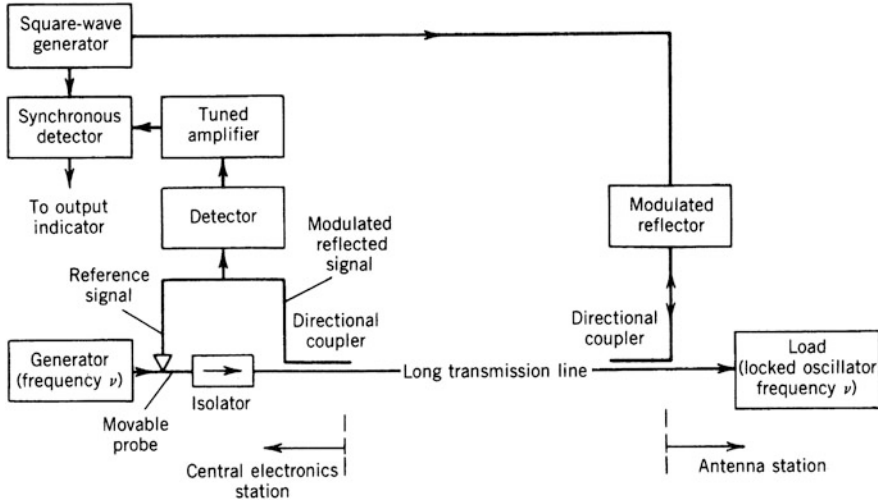 Square-wave
generator
Synchronous
detector
Tuned
amplifier
To output
indicator
Detector
Modulated
reflected
signal
Modulated
reflector
Reference
signal
Directional
coupler
Directional
coupler
Generator
(frequency ν)
Isolator
Long transmission line
Load
(locked oscillator
frequency ν)
Movable
probe
Central electronics
station
Antenna station